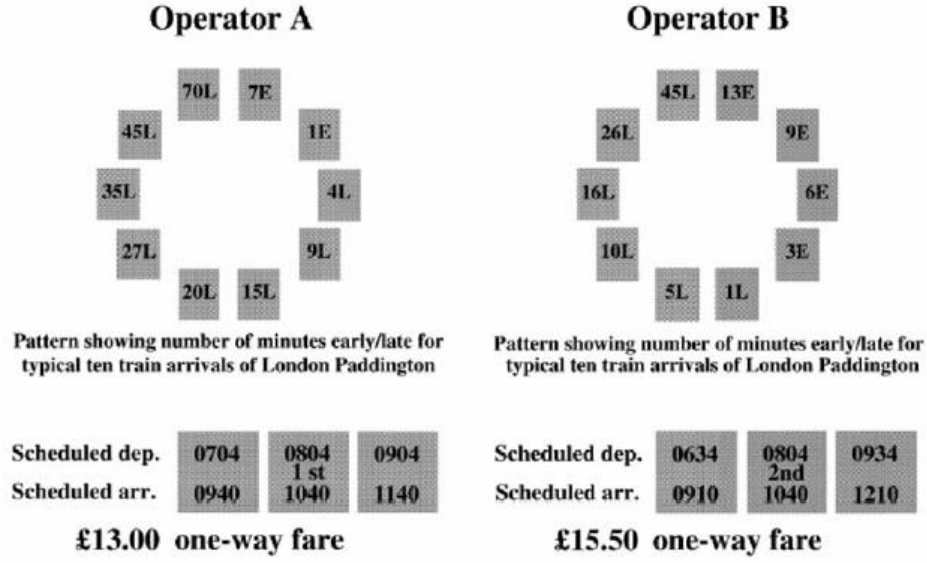 Operator A
70L 7E
45L 1E
35L 4L
27L 9L
20L 15L
Pattern showing number of minutes early/late for
typical ten train arrivals of London Paddington
Scheduled dep. 0704 0804 0904
1 st
Scheduled arr. 0940 1040 1140
£13.00 one-way fare
Operator B
45L 13E
26L 9E
16L 6E
10L 3E
5L 1L
Pattern showing number of minutes early/late for
typical ten train arrivals of London Paddington
Scheduled dep. 0634 0804 0934
2nd
Scheduled arr. 0910 1040 1210
£15.50 one-way fare